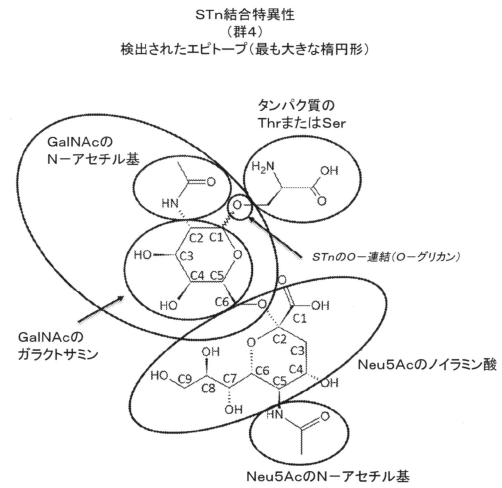 STn結合特異性
(群4)
検出されたエピトープ(最も大きな楕円形)
タンパク質の
ThrまたはSer
GalNAcの
N-アセチル基
H₂N
OH
O
O
HN
O
C2
C1
O
HO
C3
C4
C5
HO
C6
STnのO-連結(O-グリカン)
GalNAcの
ガラクトサミン
O
O
OH
C1
C2
O
C3
HO
OH
C9
C8
C7
C6
C4
C5
OH
OH
HN
O
Neu5Acのノイラミン酸
Neu5AcのN-アセチル基